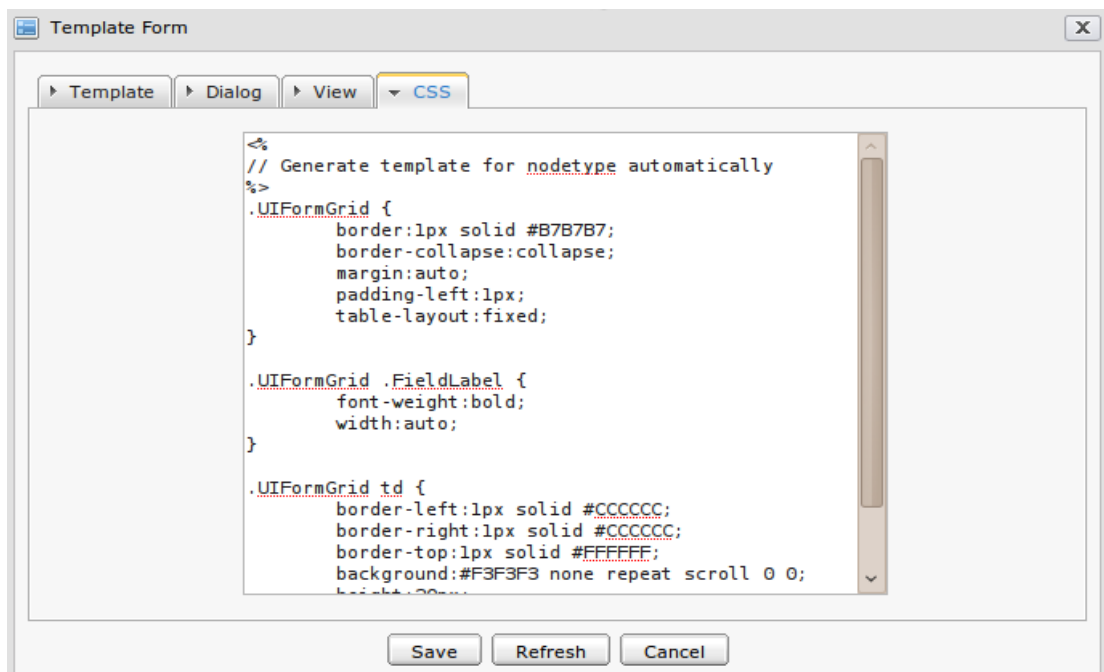 Template Form
Template Dialog View CSS
<%
// Generate template for nodetype automatically
%>
.UIFormGrid {
border:1px solid #B7B7B7;
border-collapse:collapse;
margin:auto;
padding-left:1px;
table-layout:fixed;
}
.UIFormGrid .FieldLabel {
font-weight:bold;
width:auto;
}
.UIFormGrid td {
border-left:1px solid #CCCCCC;
border-right:1px solid #CCCCCC;
border-top:1px solid #FFFFFF;
background:#F3F3F3 none repeat scroll 0 0;
Save Refresh Cancel